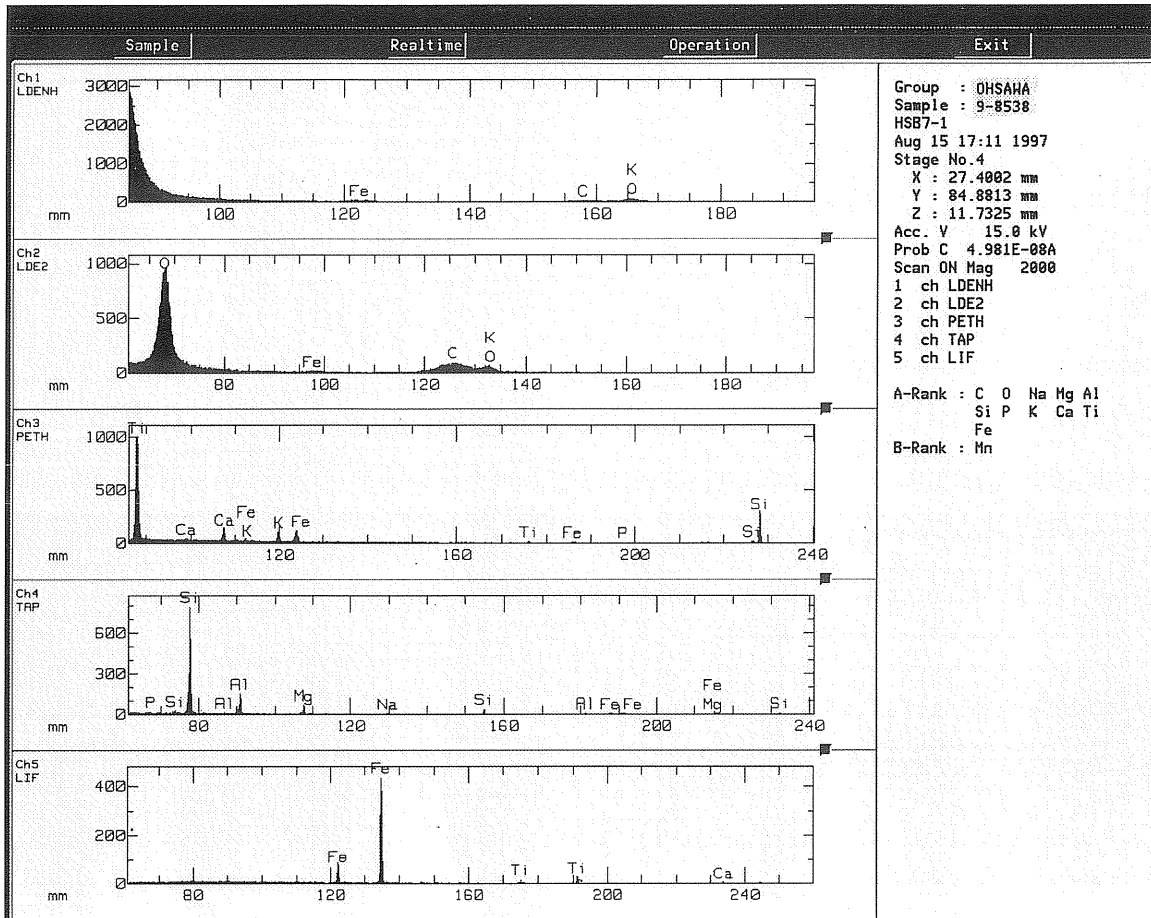 Sample Realtime Operation Exit
Ch1
LDENH
3000
2000
1000
0
Fe C K
O
mm 100 120 140 160 180
Ch2
LDE2
1000
500
0
O Fe C K
O
mm 80 100 120 140 160 180
Ch3
PETH
1000
500
0
Ca Ca Fe
K K Fe Ti Fe P Si Si
mm 120 160 200 240
Ch4
TAP
600
300
0
P Si Si Al Al Mg Na Si Al Fe Fe Fe
Mg Si
mm 80 120 160 200 240
Ch5
LIF
400
200
0
Fe Fe Ti Ti Ca
mm 80 120 160 200 240
Group : OHSAWA
Sample : 9-8538
HSB7-1
Aug 15 17:11 1997
Stage No.4
X : 27.4002 mm
Y : 84.8813 mm
Z : 11.7325 mm
Acc. V 15.0 kV
Prob C 4.981E-08A
Scan ON Mag 2000
1 ch LDENH
2 ch LDE2
3 ch PETH
4 ch TAP
5 ch LIF
A-Rank : C O Na Mg Al
Si P K Ca Ti
Fe
B-Rank : Mn